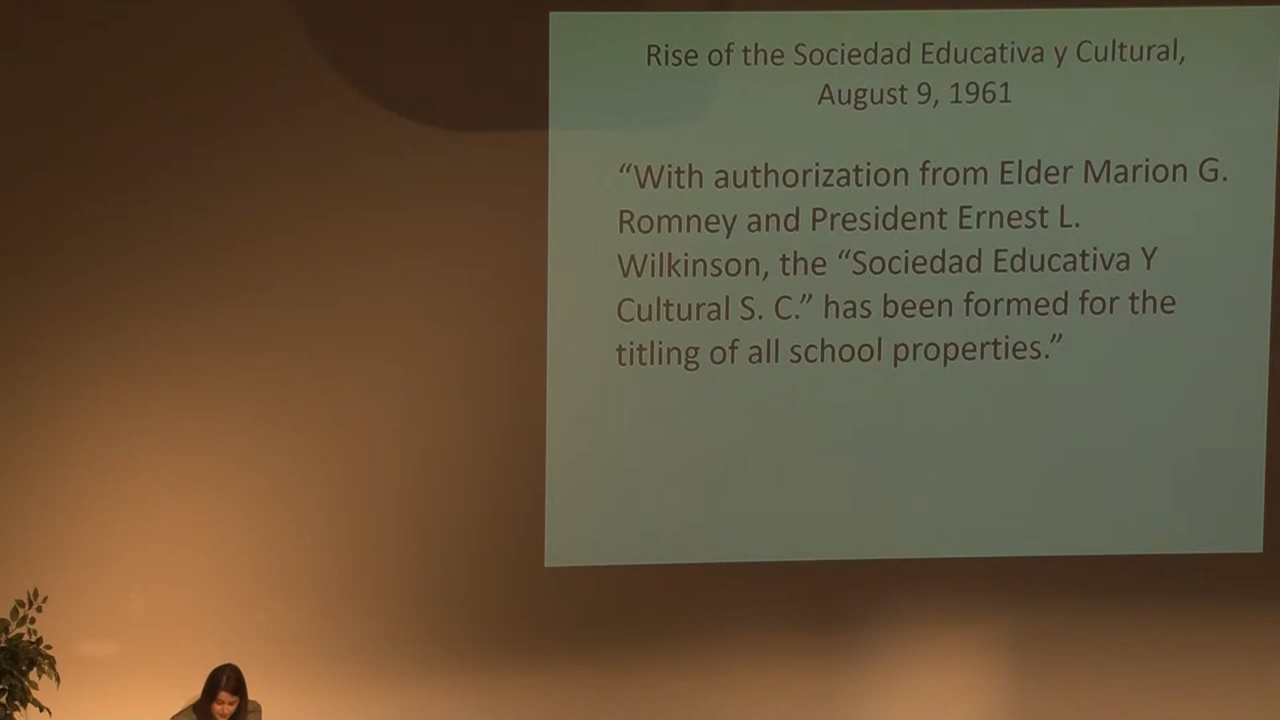 Rise of the Sociedad Educativa y Cultural,
August 9, 1961
“With authorization from Elder Marion G.
Romney and President Ernest L.
Wilkinson, the “Sociedad Educativa Y
Cultural S. C.” has been formed for the
titling of all school properties.”